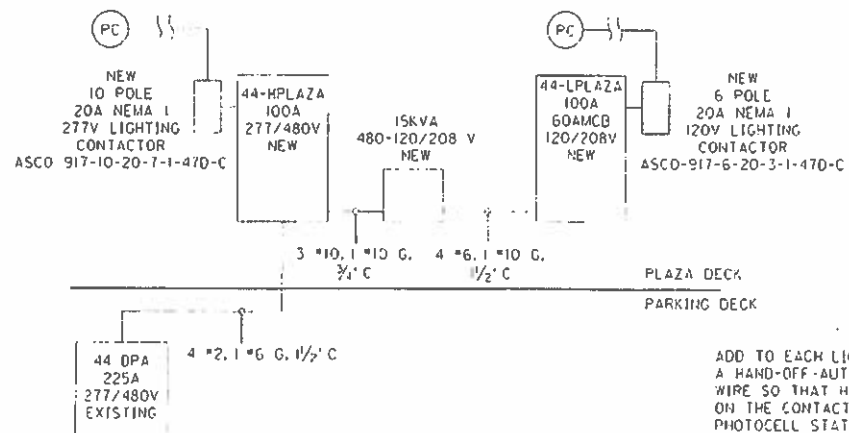 PC
PC
NEW
10 POLE
20A NEMA 1
277V LIGHTING
CONTACTOR
ASCO 917-10-20-7-1-47D-C
44-HPLAZA
100A
277/480V
NEW
15KVA
480-120/208 V
NEW
44-LPLAZA
100A
60AMCB
120/208V
NEW
NEW
6 POLE
20A NEMA 1
120V LIGHTING
CONTACTOR
ASCO-917-6-20-3-1-47D-C
3 #10, 1 #10 G,
3/4" C
4 #6, 1 #10 G,
1 1/2" C
PLAZA DECK
PARKING DECK
4 #2, 1 #6 G, 1 1/2" C
44 DPA
225A
277/480V
EXISTING
ADD TO EACH LI
A HAND-OFF-AUT
WIRE SO THAT H
ON THE CONTACT
PHOTOCELL STAT